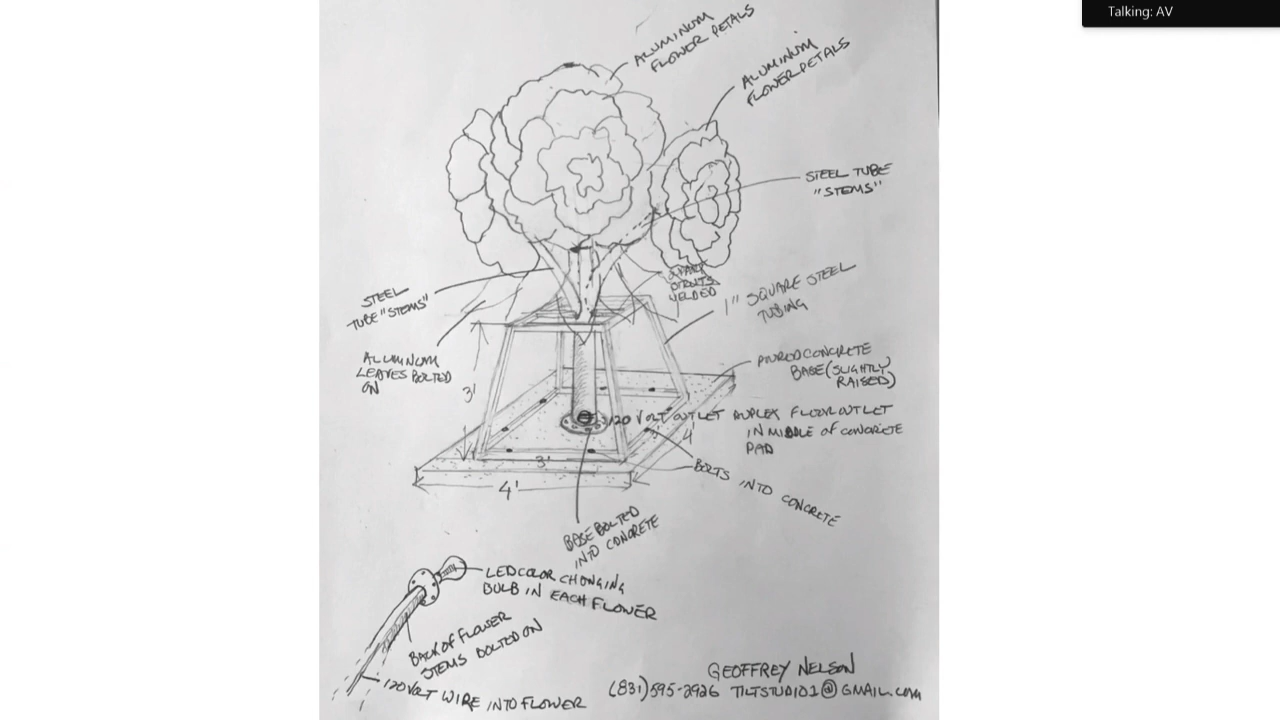 Talking: AV
ALUMINUM
FLOWER PETALS
ALUMINUM
FLOWER PETALS
STEEL TUBE
"STEMS"
STEEL
TUBE "STEMS"
WELDED
1" SQUARE STEEL
TUBING
ALUMINUM
LEAVES BOLTED
ON
3'
POURED CONCRETE
BASE (SLIGHTLY
RAISED)
120 VOLT OUTLET DUPLEX FLOOR OUTLET
IN MIDDLE OF CONCRETE
PAD
4'
3'
4'
BOLTS INTO CONCRETE
BASE BOLTED
INTO CONCRETE
LED COLOR CHANGING
BULB IN EACH FLOWER
BACK OF FLOWER
STEMS BOLTED ON
120 VOLT WIRE INTO FLOWER
GEOFFREY NELSON
(831) 595-2926 TILTSTUDIO1@GMAIL.COM